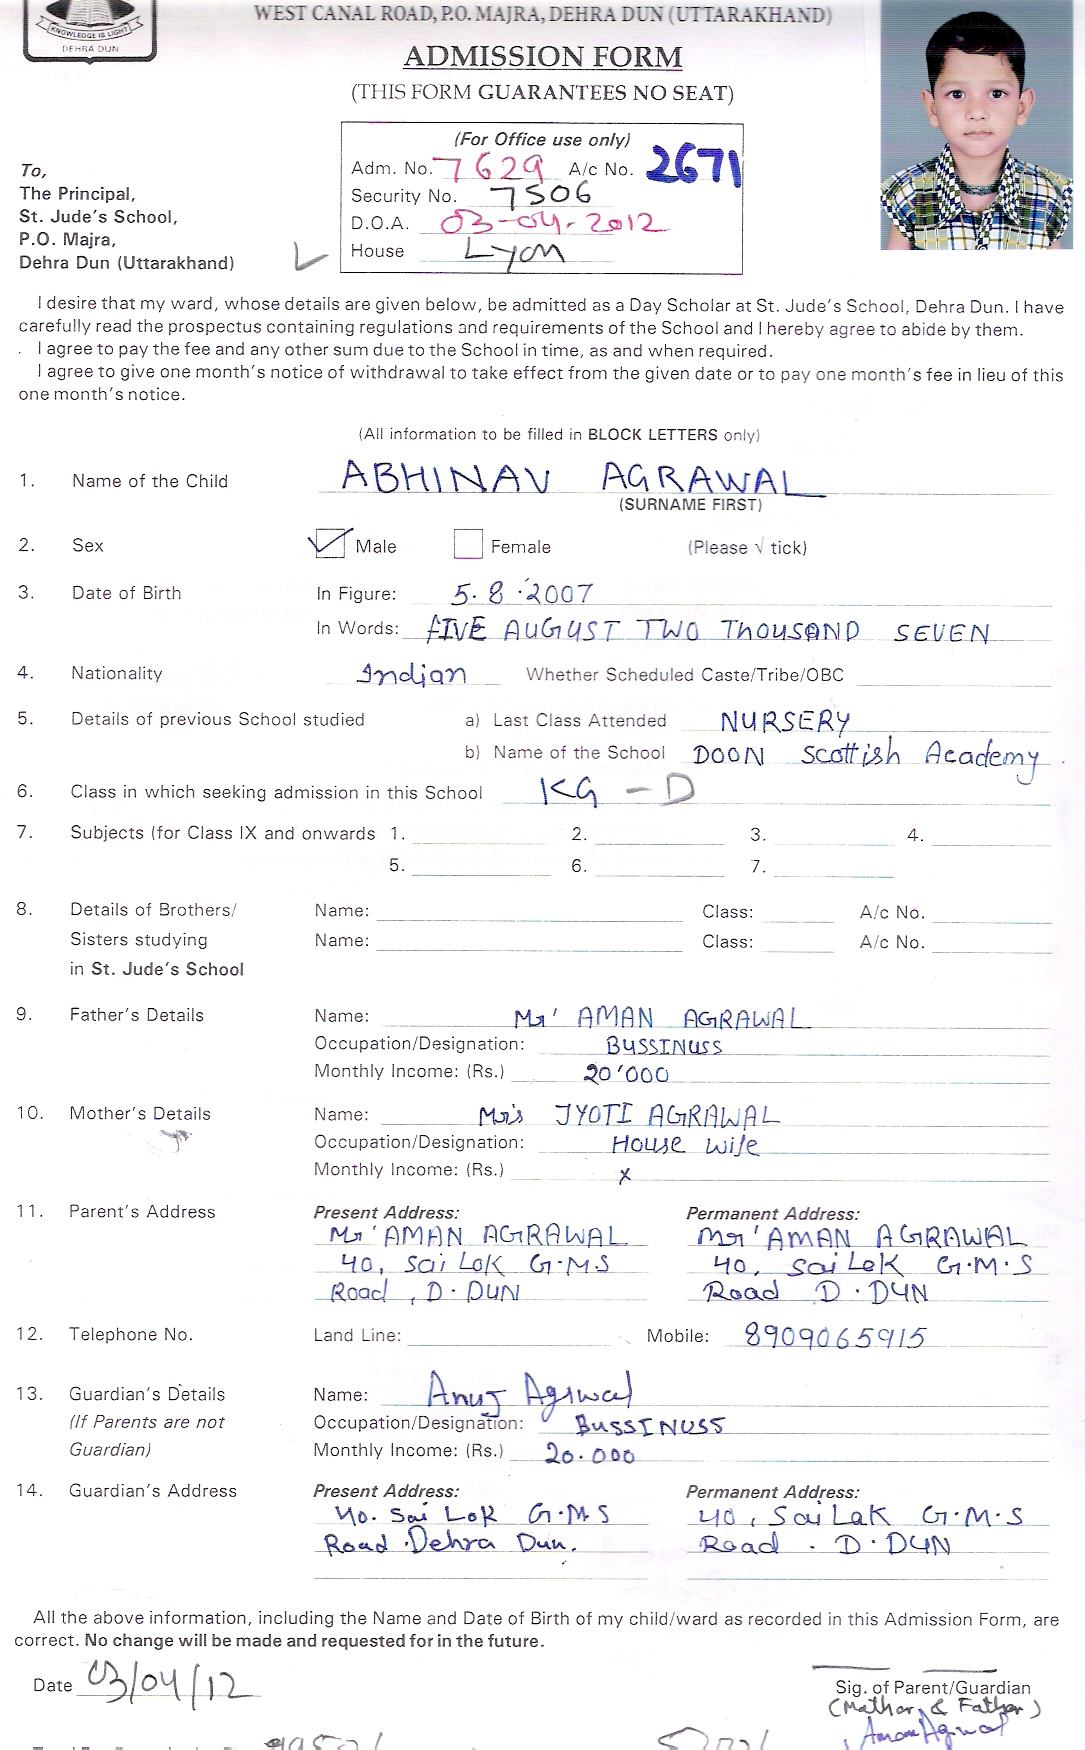 KNOWLEDGE IS LIGHT
DEHRA DUN
WEST CANAL ROAD, P.O. MAJRA, DEHRA DUN (UTTARAKHAND)
ADMISSION FORM
(THIS FORM GUARANTEES NO SEAT)
(For Office use only)
Adm. No. 7629 A/c No. 2671
Security No. 7506
D.O.A. 03-04-2012
House Lyon
To,
The Principal,
St. Jude's School,
P.O. Majra,
Dehra Dun (Uttarakhand)
I desire that my ward, whose details are given below, be admitted as a Day Scholar at St. Jude's School, Dehra Dun. I have
carefully read the prospectus containing regulations and requirements of the School and I hereby agree to abide by them.
I agree to pay the fee and any other sum due to the School in time, as and when required.
I agree to give one month's notice of withdrawal to take effect from the given date or to pay one month's fee in lieu of this
one month's notice.
(All information to be filled in BLOCK LETTERS only)
1. Name of the Child ABHINAV AGRAWAL
(SURNAME FIRST)
2. Sex Male Female (Please √ tick)
3. Date of Birth In Figure: 5.8.2007
In Words: FIVE AUGUST TWO THOUSAND SEVEN
4. Nationality Indian Whether Scheduled Caste/Tribe/OBC
5. Details of previous School studied a) Last Class Attended NURSERY
b) Name of the School DOON Scottish Academy
6. Class in which seeking admission in this School KG - D
7. Subjects (for Class IX and onwards 1. 2. 3. 4.
5. 6. 7.
8. Details of Brothers/ Name: Class: A/c No.
Sisters studying Name: Class: A/c No.
in St. Jude's School
9. Father's Details Name: Mr' AMAN AGRAWAL
Occupation/Designation: BUSSINUSS
Monthly Income: (Rs.) 20'000
10. Mother's Details Name: Mrs JYOTI AGRAWAL
Occupation/Designation: House wife
Monthly Income: (Rs.) x
11. Parent's Address Present Address: Permanent Address:
Mr' AMAN AGRAWAL Mr' AMAN AGRAWAL
40, Sai Lok G.M.S 40, Sai Lok G.M.S
Road, D.DUN Road D.DUN
12. Telephone No. Land Line: Mobile: 8909065915
13. Guardian's Details Name: Anuj Agrwal
(If Parents are not Occupation/Designation: BUSSINUSS
Guardian) Monthly Income: (Rs.) 20.000
14. Guardian's Address Present Address: Permanent Address:
40. Sai Lok G.M.S 40, Sai Lak G.M.S
Road Dehra Dun. Road . D.DUN
All the above information, including the Name and Date of Birth of my child/ward as recorded in this Admission Form, are
correct. No change will be made and requested for in the future.
Date 03/04/12
Sig. of Parent/Guardian
(Mathar & Fathar)
Aman Agrwal